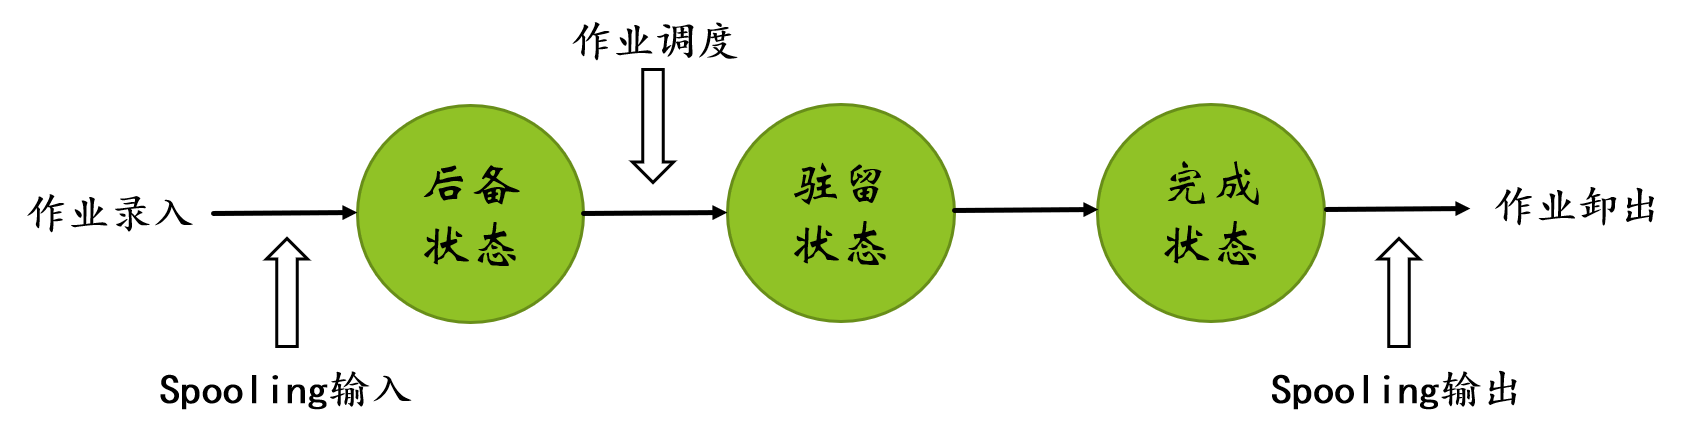 作业调度
作业录入
后备
状态
驻留
状态
完成
状态
作业卸出
Spooling输入
Spooling输出